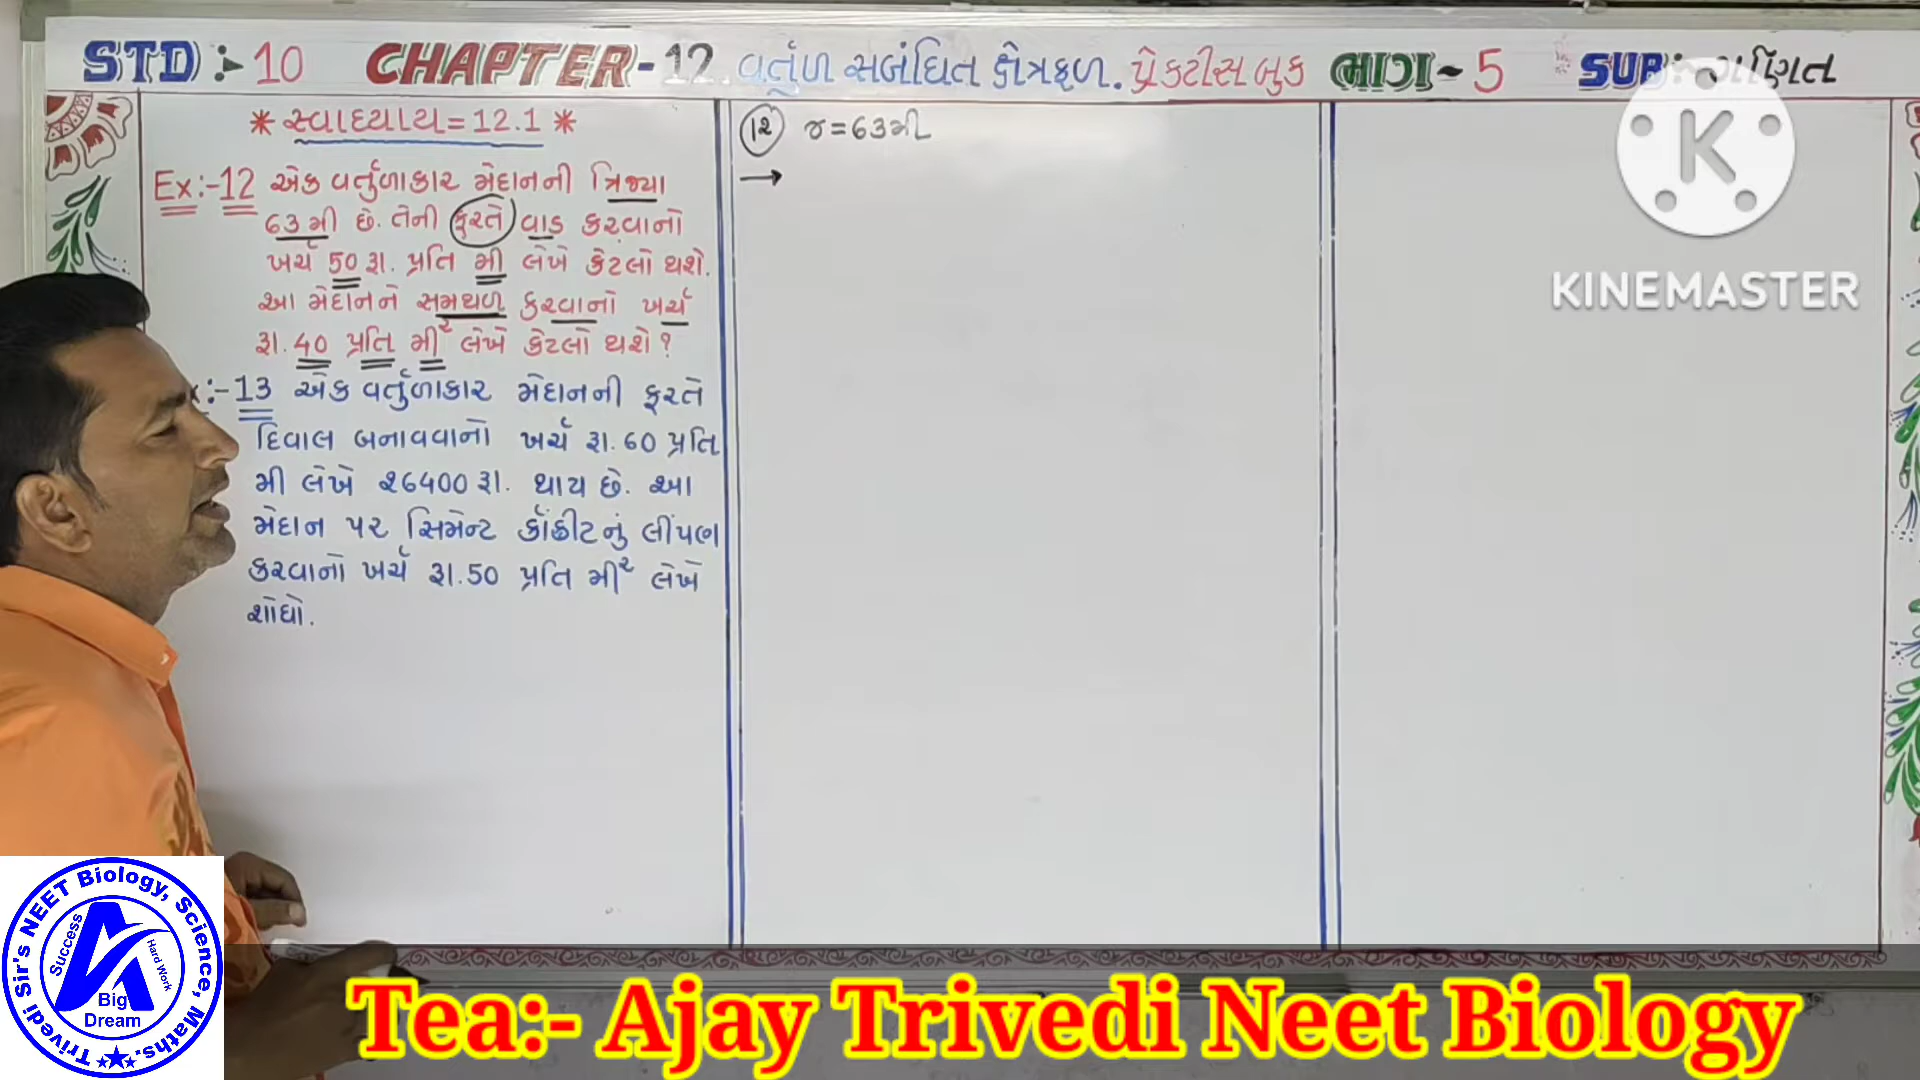 STD :- 10 CHAPTER - 12. વર્તુળ સબંધિત ક્ષેત્રફળ. પ્રેકટીસ બુક ભાગ - 5 SUB: ગણિત
* સ્વાધ્યાય = 12.1 *
Ex:- 12 એક વર્તુળાકાર મેદાનની ત્રિજ્યા
63 મી છે. તેની ફરતે વાડ કરવાનો
ખર્ચ 50 રૂા. પ્રતિ મી લેખે કેટલો થશે.
આ મેદાનને સમથળ કરવાનો ખર્ચ
રૂા. 40 પ્રતિ મી² લેખે કેટલો થશે ?
x:- 13 એક વર્તુળાકાર મેદાનની ફરતે
દિવાલ બનાવવાનો ખર્ચ રૂા. 60 પ્રતિ
મી લેખે ૨6400 રૂા. થાય છે. આ
મેદાન પર સિમેન્ટ કોંક્રીટનું લીંપણ
કરવાનો ખર્ચ રૂા. 50 પ્રતિ મી² લેખે
શોધો.
1૨ r = 63 મી
→
KINEMASTER
Trivedi Sir's NEET Biology, Science, Maths.
Success
Hard Work
Big
Dream
Tea:- Ajay Trivedi Neet Biology